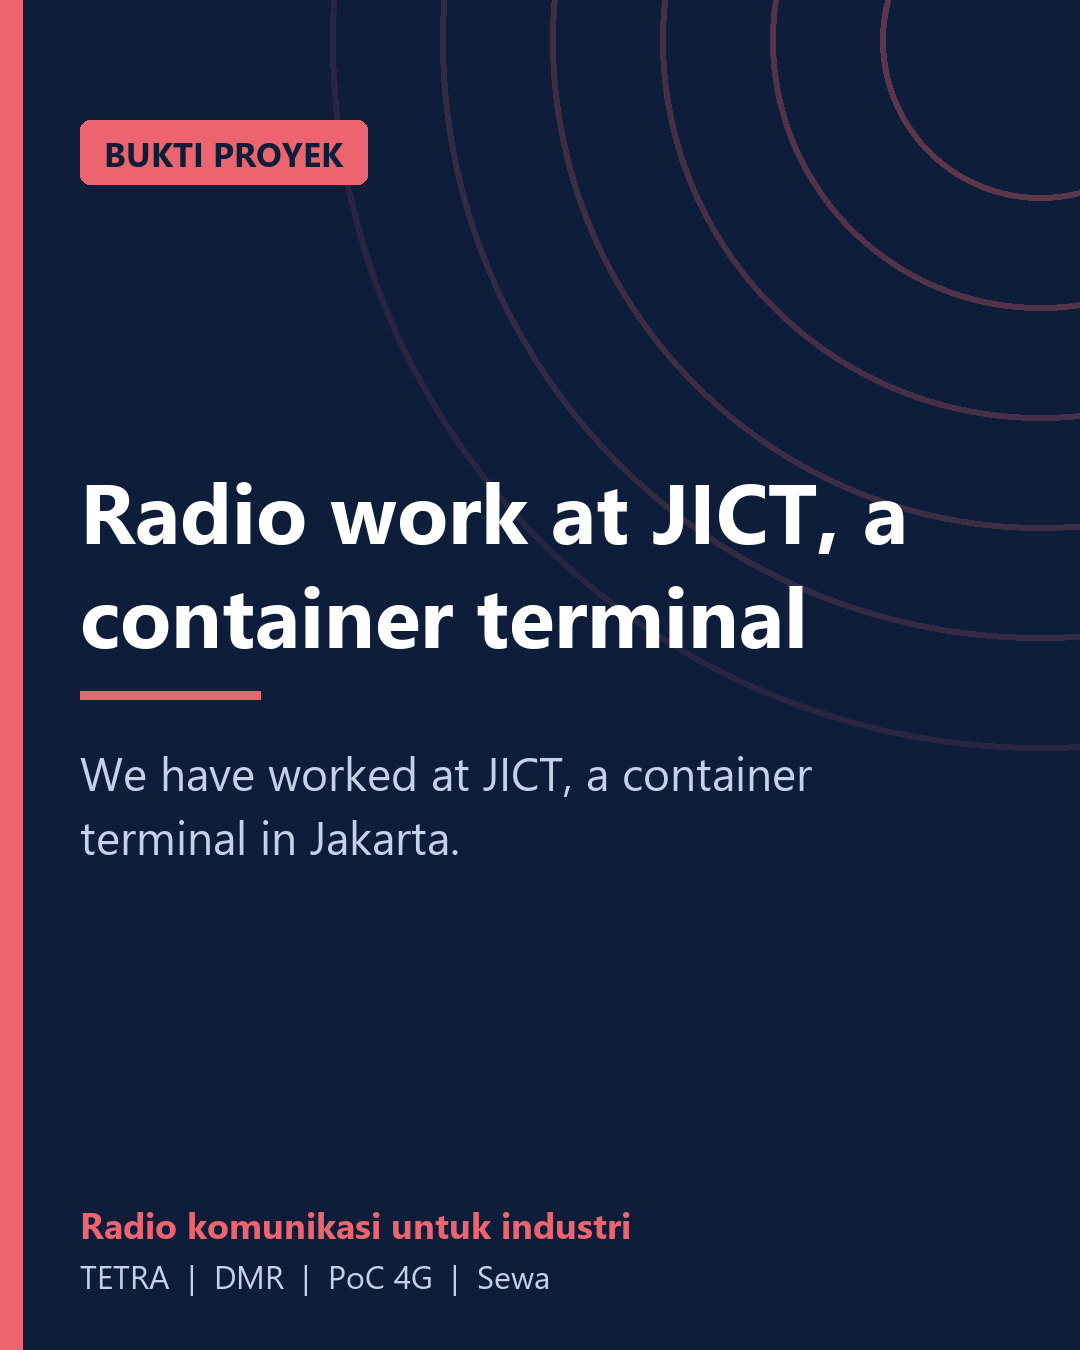 BUKTI PROYEK
Radio work at JICT, a
container terminal
We have worked at JICT, a container
terminal in Jakarta.
Radio komunikasi untuk industri
TETRA | DMR | PoC 4G | Sewa